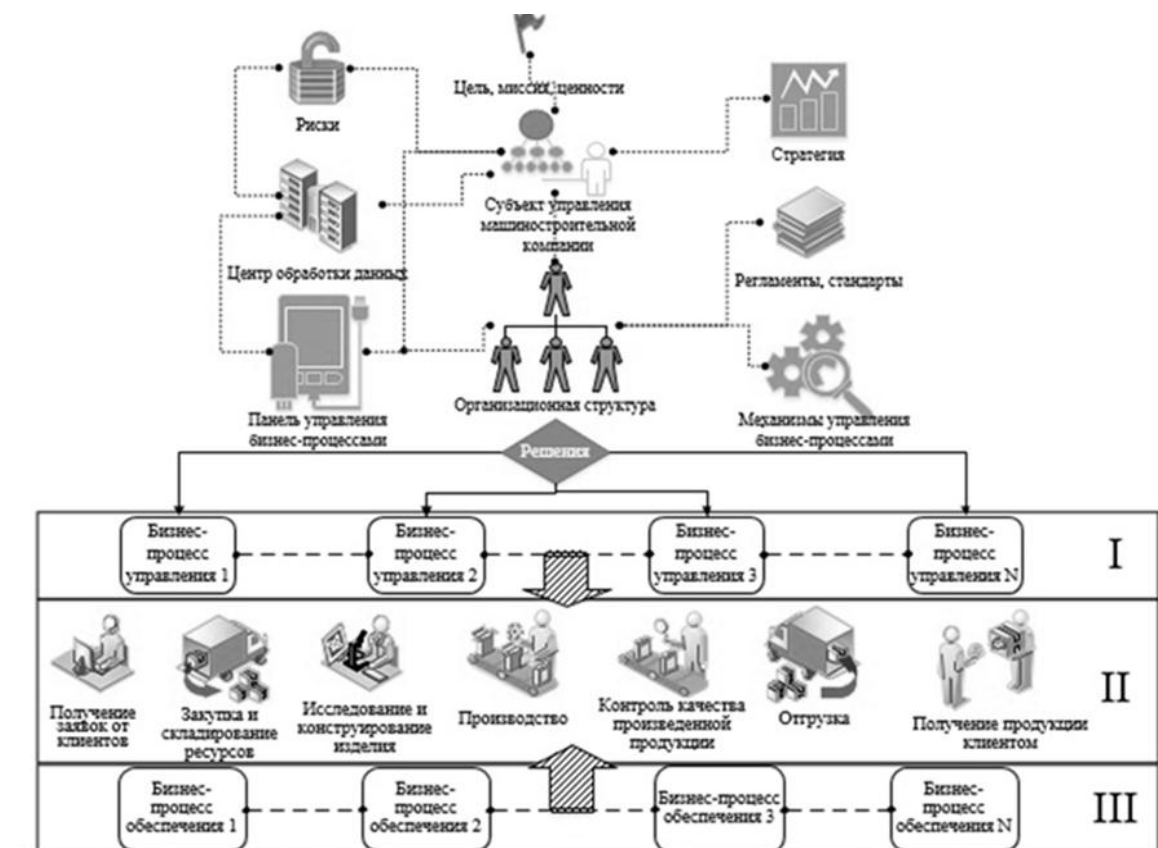 Цель, миссия, ценности
Риски
Стратегия
Субъект управления
машиностроительной
компании
Центр обработки данных
Регламенты, стандарты
Организационная структура
Панель управления
бизнес-процессами
Механизмы управления
бизнес-процессами
Решения
Бизнес-
процесс
управления 1
Бизнес-
процесс
управления 2
Бизнес-
процесс
управления 3
Бизнес-
процесс
управления N
I
Получение
заявок от
клиентов
Закупка и
складирование
ресурсов
Исследование и
конструирование
изделия
Производство
Контроль качества
произведенной
продукции
Отгрузка
Получение продукции
клиентом
II
Бизнес-
процесс
обеспечения 1
Бизнес-
процесс
обеспечения 2
Бизнес-процесс
обеспечения 3
Бизнес-
процесс
обеспечения N
III